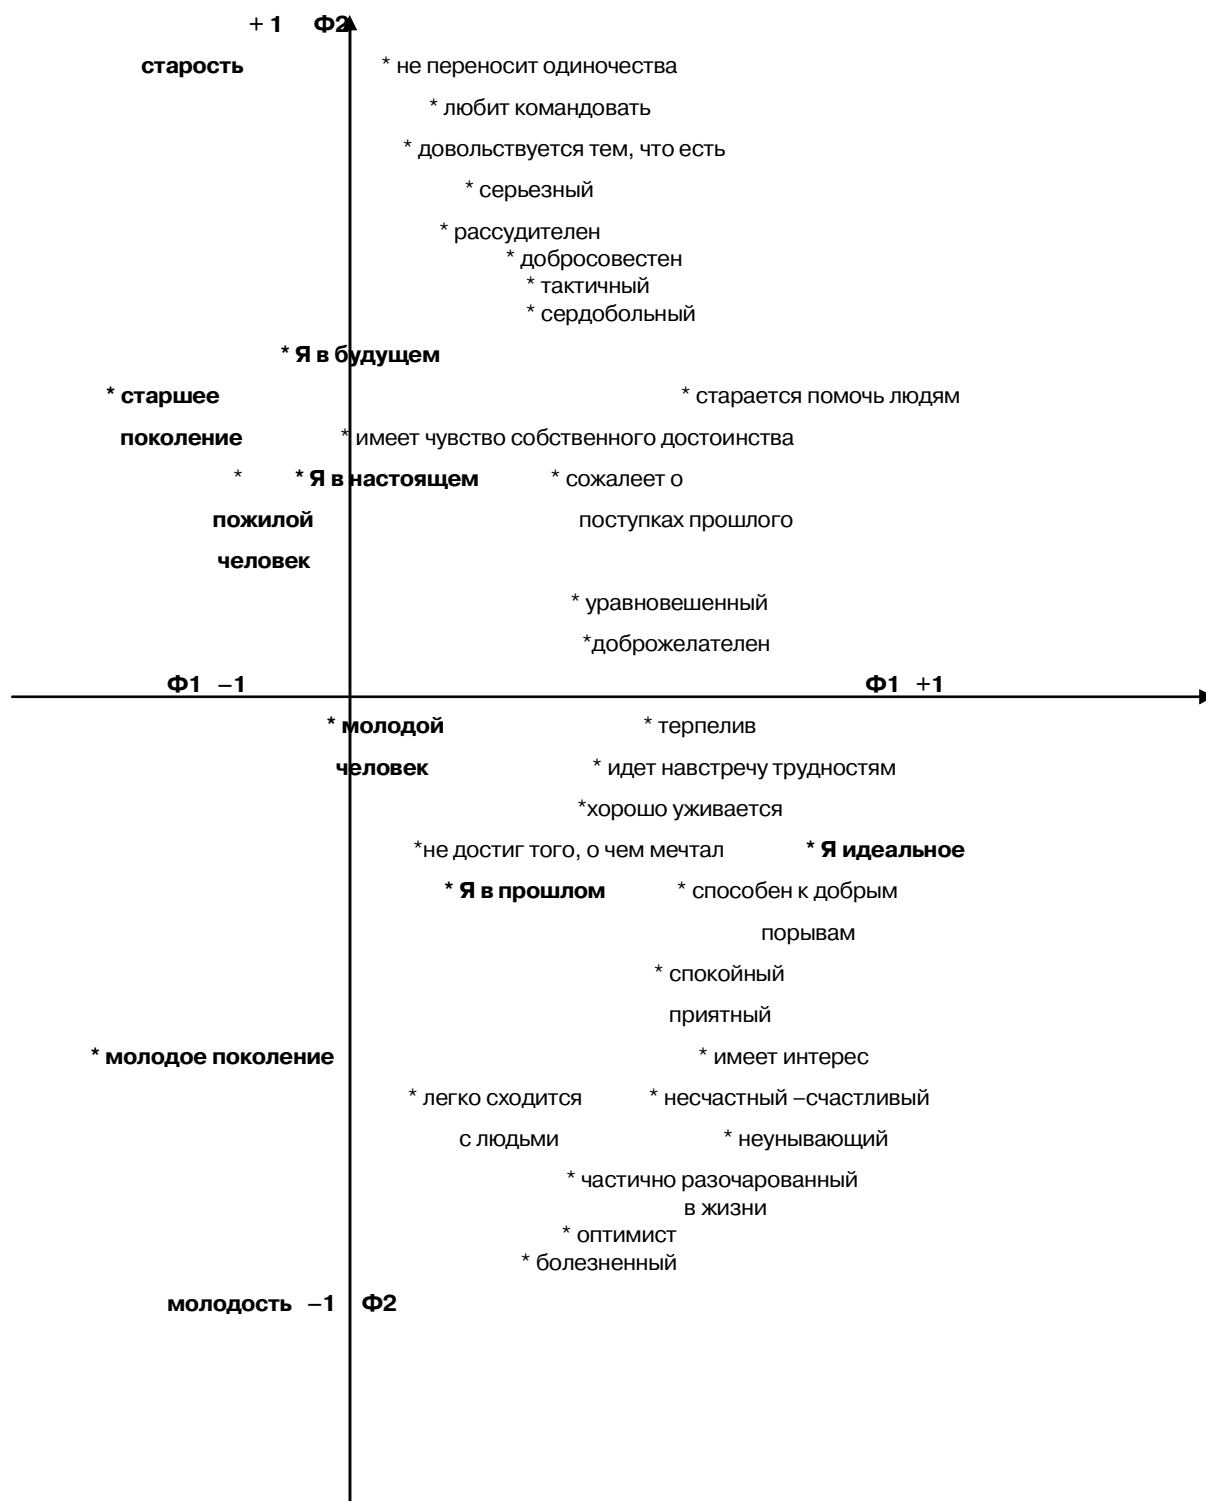 + 1 Ф2
старость * не переносит одиночества
* любит командовать
* довольствуется тем, что есть
* серьезный
* рассудителен
* добросовестен
* тактичный
* сердобольный
* Я в будущем
* старшее * старается помочь людям
поколение * имеет чувство собственного достоинства
* * Я в настоящем * сожалеет о
пожилой поступках прошлого
человек
* уравновешенный
*доброжелателен
Ф1 –1 Ф1 +1
* молодой * терпелив
человек * идет навстречу трудностям
*хорошо уживается
*не достиг того, о чем мечтал * Я идеальное
* Я в прошлом * способен к добрым
порывам
* спокойный
приятный
* молодое поколение * имеет интерес
* легко сходится * несчастный –счастливый
с людьми * неунывающий
* частично разочарованный
в жизни
* оптимист
* болезненный
молодость –1 Ф2